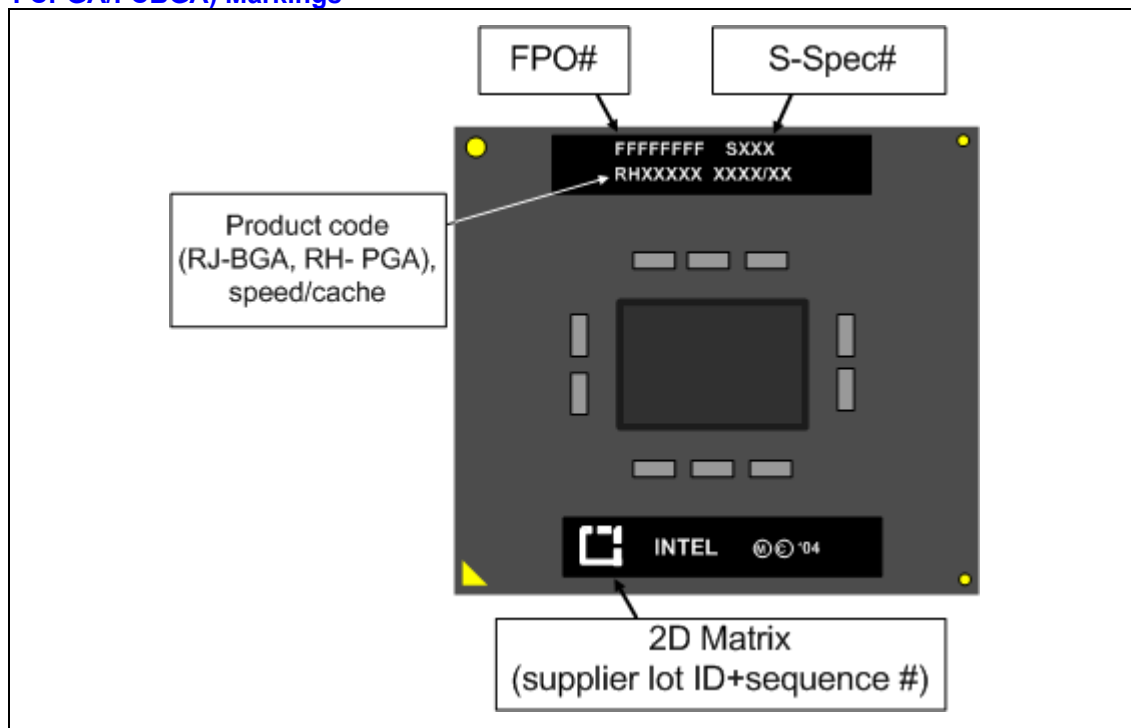 FPO#
S-Spec#
FFFFFFFF SXXX
RHXXXXX XXXX/XX
Product code
(RJ-BGA, RH- PGA),
speed/cache
INTEL Ⓜ Ⓒ '04
2D Matrix
(supplier lot ID+sequence #)